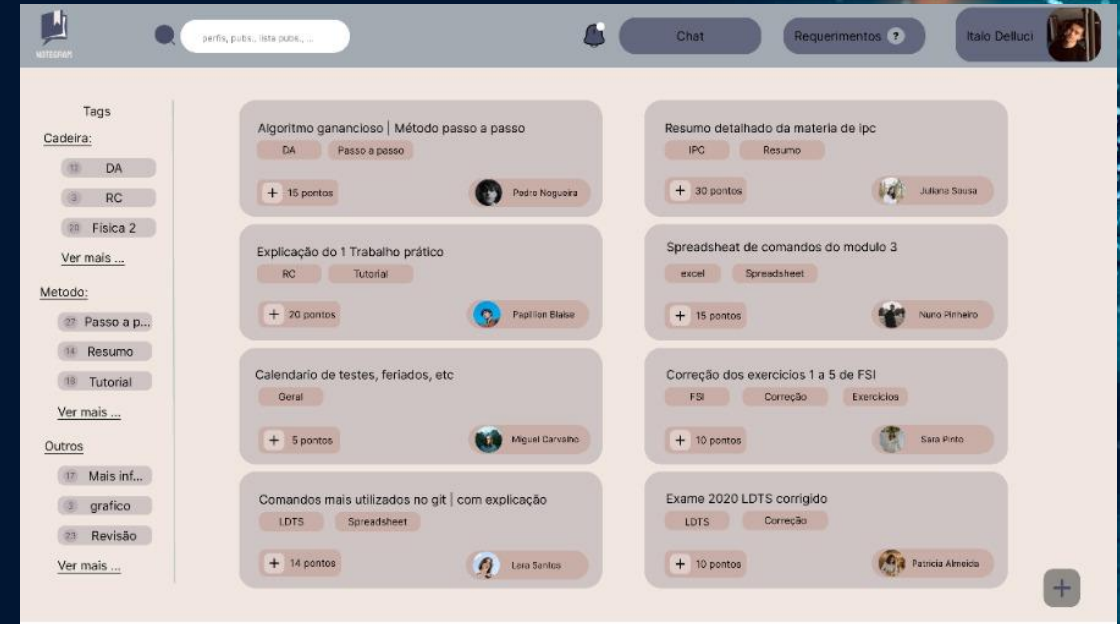 NOTEGRAM
perfis, pubs., lista pubs., ...
Chat
Requerimentos ?
Italo Delluci
Tags
Cadeira:
12 DA
3 RC
20 Física 2
Ver mais ...
Metodo:
27 Passo a p...
14 Resumo
18 Tutorial
Ver mais ...
Outros
17 Mais inf...
3 grafico
23 Revisão
Ver mais ...
Algoritmo ganancioso | Método passo a passo
DA Passo a passo
+ 15 pontos Pedro Nogueira
Resumo detalhado da materia de ipc
IPC Resumo
+ 30 pontos Juliana Sousa
Explicação do 1 Trabalho prático
RC Tutorial
+ 20 pontos Papillon Blaise
Spreadsheat de comandos do modulo 3
excel Spreadsheet
+ 15 pontos Nuno Pinheiro
Calendario de testes, feriados, etc
Geral
+ 5 pontos Miguel Carvalho
Correção dos exercicios 1 a 5 de FSI
FSI Correção Exercicios
+ 10 pontos Sara Pinto
Comandos mais utilizados no git | com explicação
LDTS Spreadsheet
+ 14 pontos Lara Santos
Exame 2020 LDTS corrigido
LDTS Correção
+ 10 pontos Patricia Almeida
+